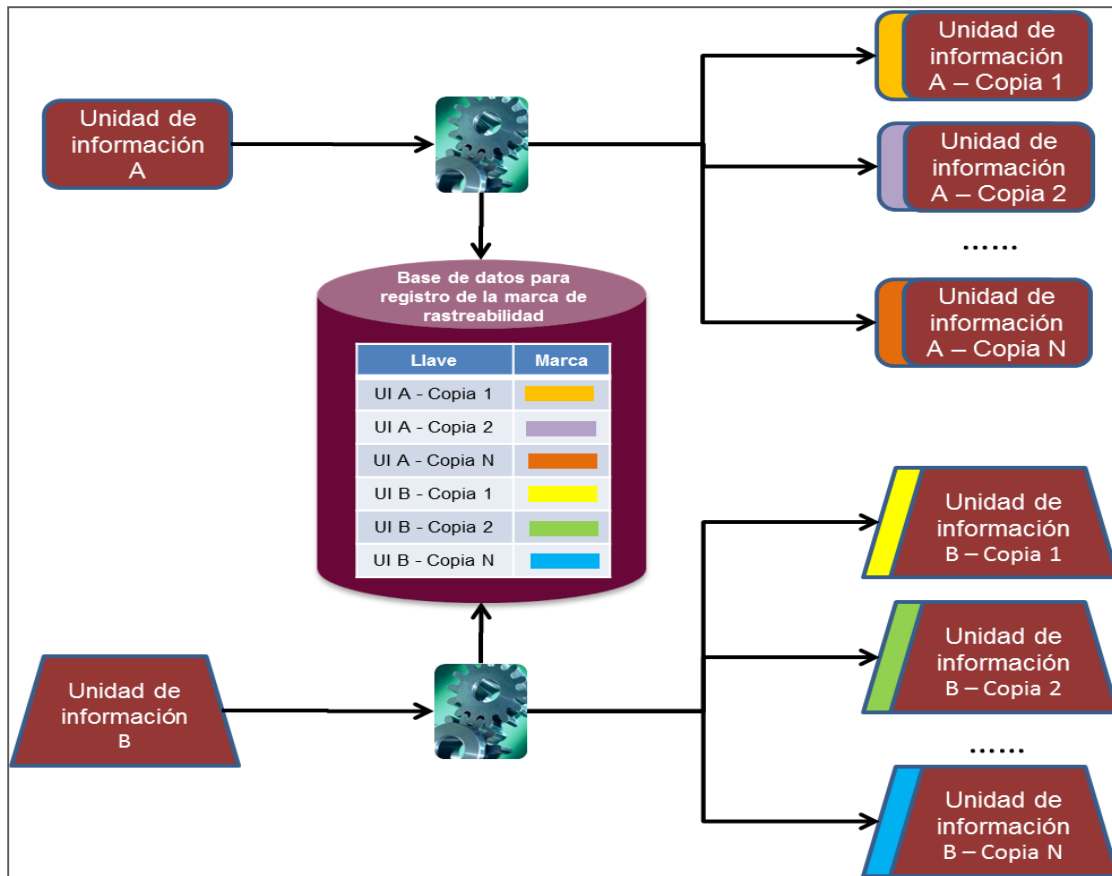 Unidad de
información
A
Unidad de
información
A – Copia 1
Unidad de
información
A – Copia 2
......
Unidad de
información
A – Copia N
Base de datos para
registro de la marca de
rastreabilidad
Llave Marca
UI A - Copia 1
UI A - Copia 2
UI A - Copia N
UI B - Copia 1
UI B - Copia 2
UI B - Copia N
Unidad de
información
B
Unidad de
información
B – Copia 1
Unidad de
información
B – Copia 2
......
Unidad de
información
B – Copia N